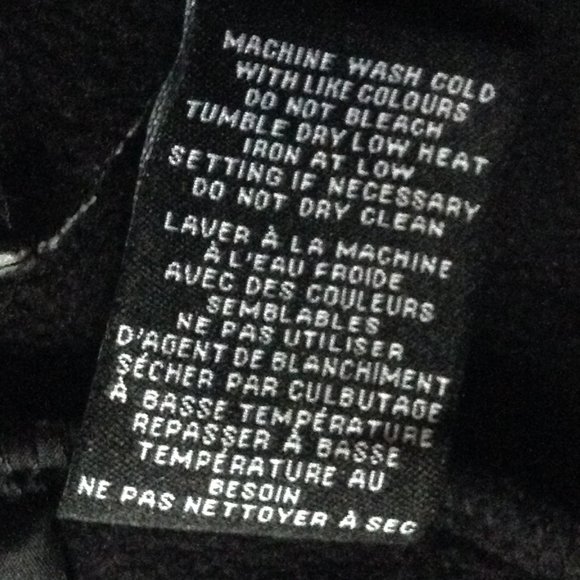 MACHINE WASH COLD
WITH LIKE COLOURS
DO NOT BLEACH
TUMBLE DRY LOW HEAT
IRON AT LOW
SETTING IF NECESSARY
DO NOT DRY CLEAN
LAVER À LA MACHINE
À L'EAU FROIDE
AVEC DES COULEURS
SEMBLABLES
NE PAS UTILISER
D'AGENT DE BLANCHIMENT
SÉCHER PAR CULBUTAGE
À BASSE TEMPÉRATURE
REPASSER À BASSE
TEMPÉRATURE AU
BESOIN
NE PAS NETTOYER À SEC